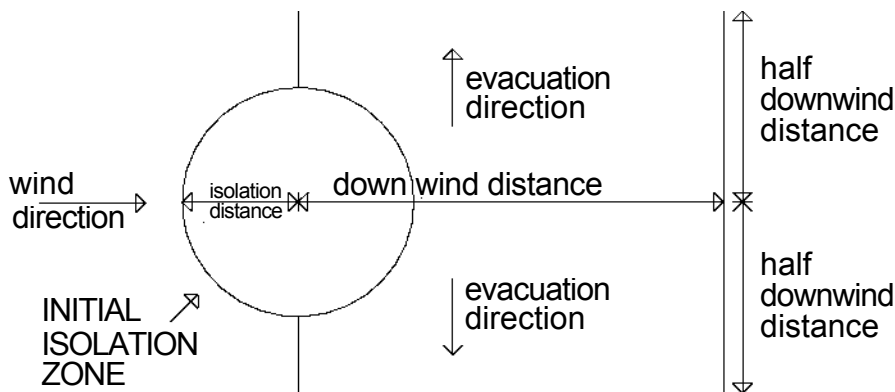 wind
direction
INITIAL
ISOLATION
ZONE
isolation
distance
down wind distance
evacuation
direction
evacuation
direction
half
downwind
distance
half
downwind
distance